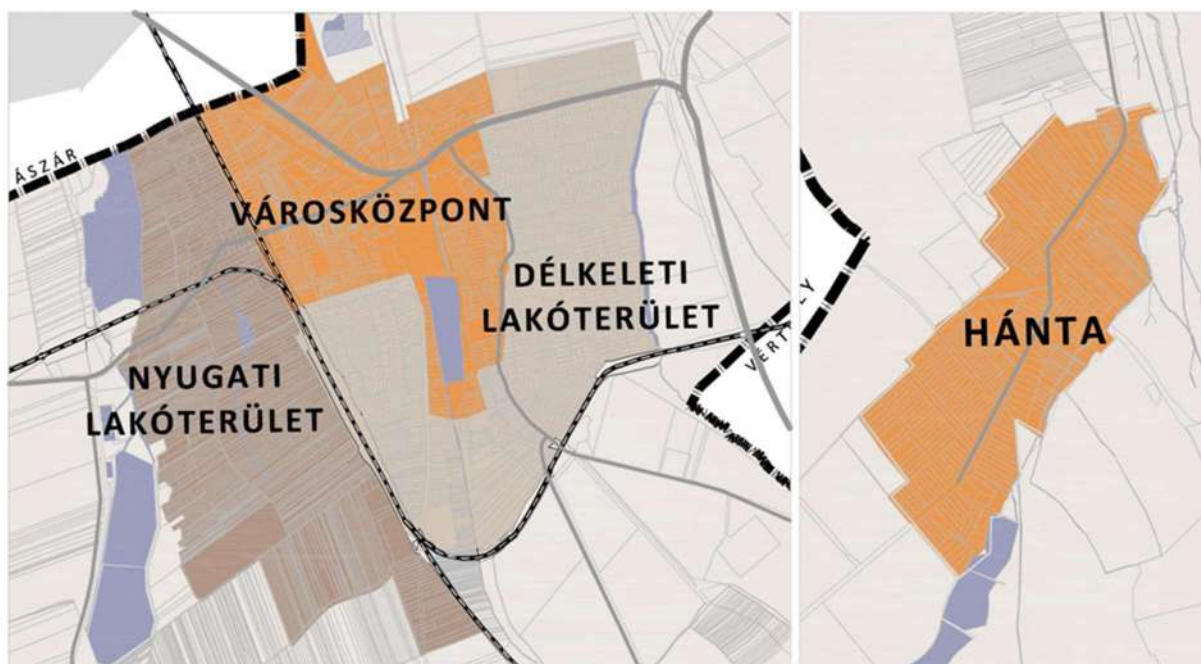 ÁSZÁR
VÁROSKÖZPONT
DÉLKELETI
LAKÓTERÜLET
NYUGATI
LAKÓTERÜLET
HÁNTA